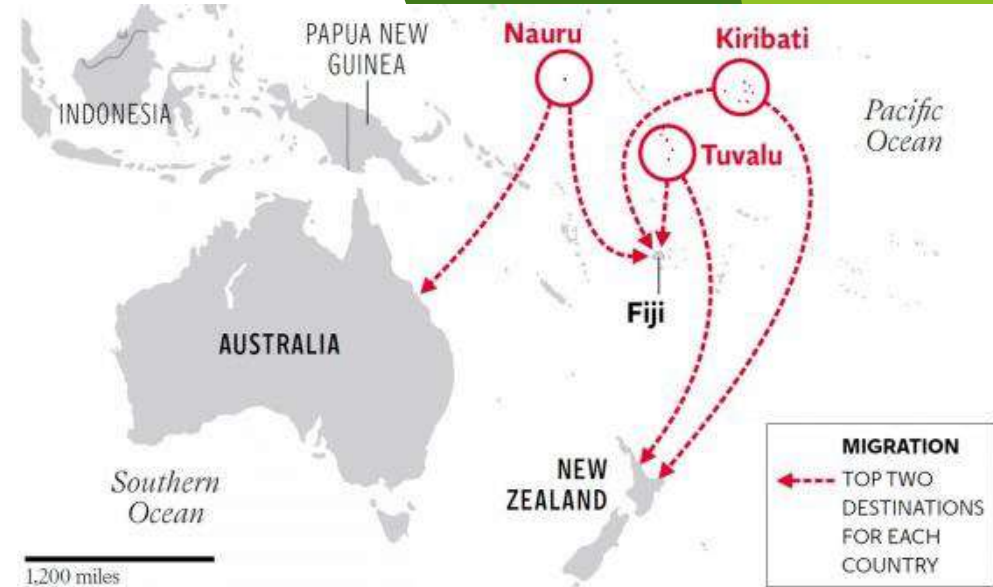 PAPUA NEW
GUINEA
Nauru
Kiribati
INDONESIA
Pacific
Ocean
Tuvalu
Fiji
AUSTRALIA
Southern
Ocean
NEW
ZEALAND
1,200 miles
MIGRATION
TOP TWO
DESTINATIONS
FOR EACH
COUNTRY